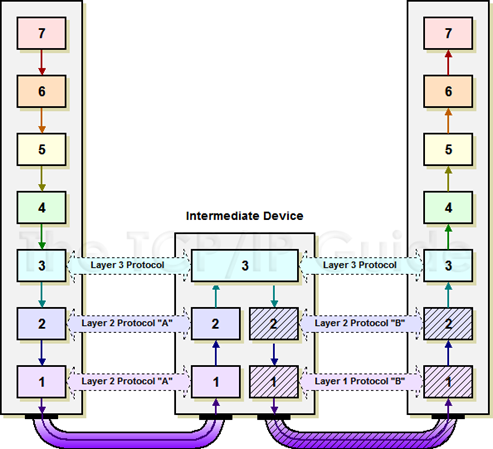 7 7
6 6
5 5
4 4
Intermediate Device
The TCP/IP Guide
3 Layer 3 Protocol 3 Layer 3 Protocol 3
2 Layer 2 Protocol "A" 2 2 Layer 2 Protocol "B" 2
1 Layer 2 Protocol "A" 1 1 Layer 1 Protocol "B" 1